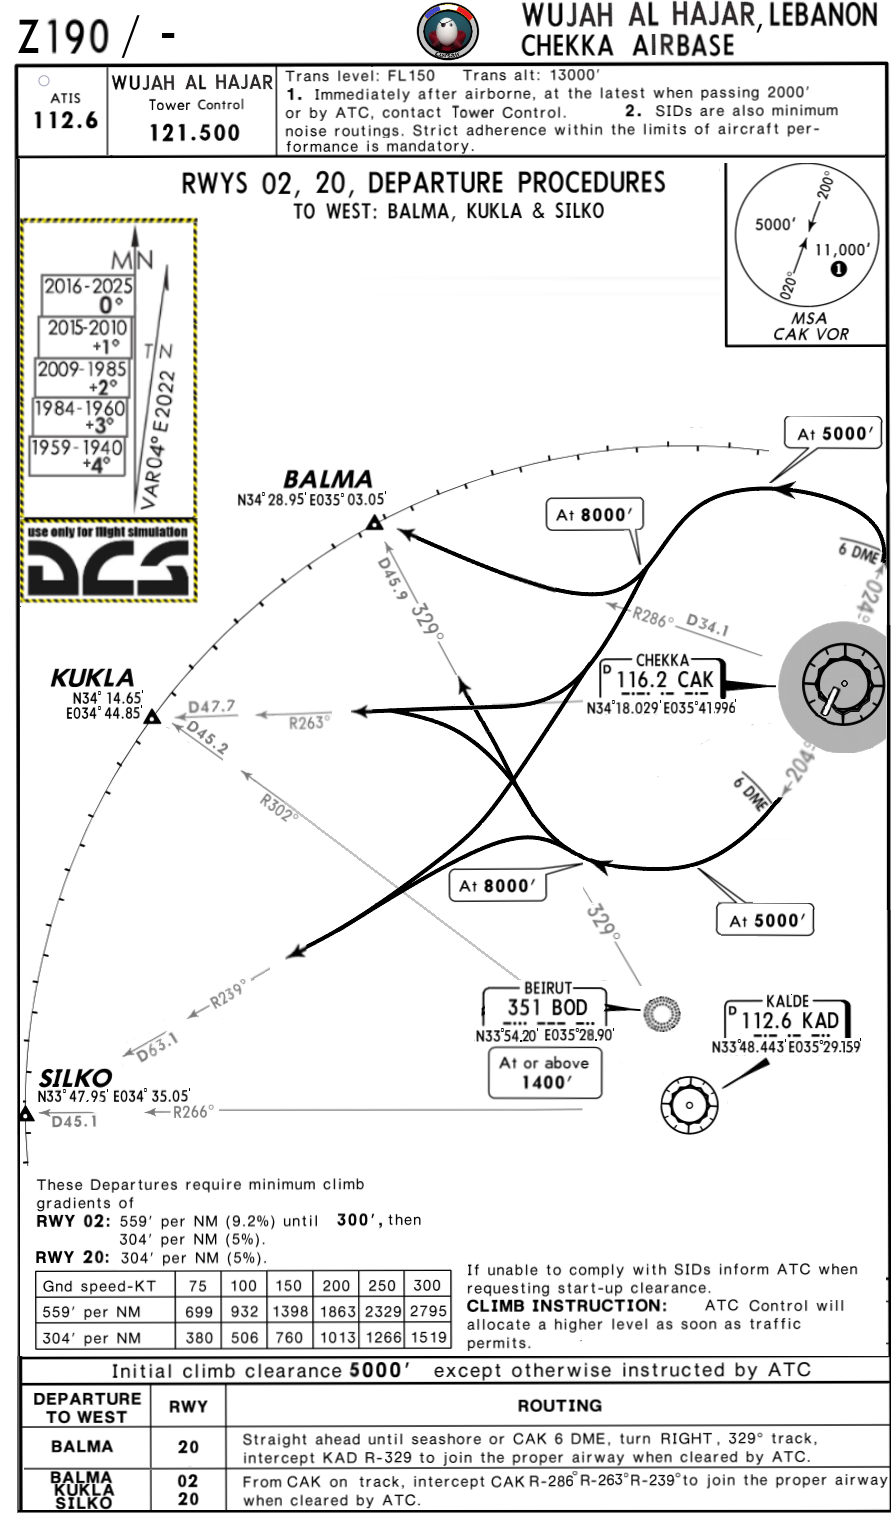 Z190 / -
WUJAH AL HAJAR, LEBANON
CHEKKA AIRBASE
ATIS
112.6
WUJAH AL HAJAR
Tower Control
121.500
Trans level: FL150 Trans alt: 13000′
1. Immediately after airborne, at the latest when passing 2000′
or by ATC, contact Tower Control. 2. SIDs are also minimum
noise routings. Strict adherence within the limits of aircraft per-
formance is mandatory.
RWYS 02, 20, DEPARTURE PROCEDURES
TO WEST: BALMA, KUKLA & SILKO
200°
5000′
11,000′
1
020°
MSA
CAK VOR
MN
2016-2025
0°
2015-2010
+1°
2009-1985
+2°
1984-1960
+3°
1959-1940
+4°
TN
VAR04° E2022
use only for flight simulation
DCS
At 5000′
BALMA
N34°28.95′ E035°03.05′
At 8000′
6 DME
024°
D45.9
329°
R286° D34.1
CHEKKA
D 116.2 CAK
N34°18.029′E035°41.996′
KUKLA
N34° 14.65′
E034° 44.85′
D47.7
R263°
D45.2
R302°
204°
6 DME
At 8000′
At 5000′
329°
R239°
D63.1
BEIRUT
351 BOD
N33°54.20′ E035°28.90′
At or above
1400′
KALDE
D 112.6 KAD
N33°48.443′E035°29.159′
SILKO
N33°47.95′ E034°35.05′
D45.1
R266°
These Departures require minimum climb
gradients of
RWY 02: 559′ per NM (9.2%) until 300′, then
304′ per NM (5%).
RWY 20: 304′ per NM (5%).
Gnd speed-KT 75 100 150 200 250 300
559′ per NM 699 932 1398 1863 2329 2795
304′ per NM 380 506 760 1013 1266 1519
If unable to comply with SIDs inform ATC when
requesting start-up clearance.
CLIMB INSTRUCTION: ATC Control will
allocate a higher level as soon as traffic
permits.
Initial climb clearance 5000′ except otherwise instructed by ATC
DEPARTURE
TO WEST
RWY
ROUTING
BALMA
20
Straight ahead until seashore or CAK 6 DME, turn RIGHT, 329° track,
intercept KAD R-329 to join the proper airway when cleared by ATC.
BALMA
KUKLA
SILKO
02
20
From CAK on track, intercept CAK R-286°R-263°R-239°to join the proper airway
when cleared by ATC.